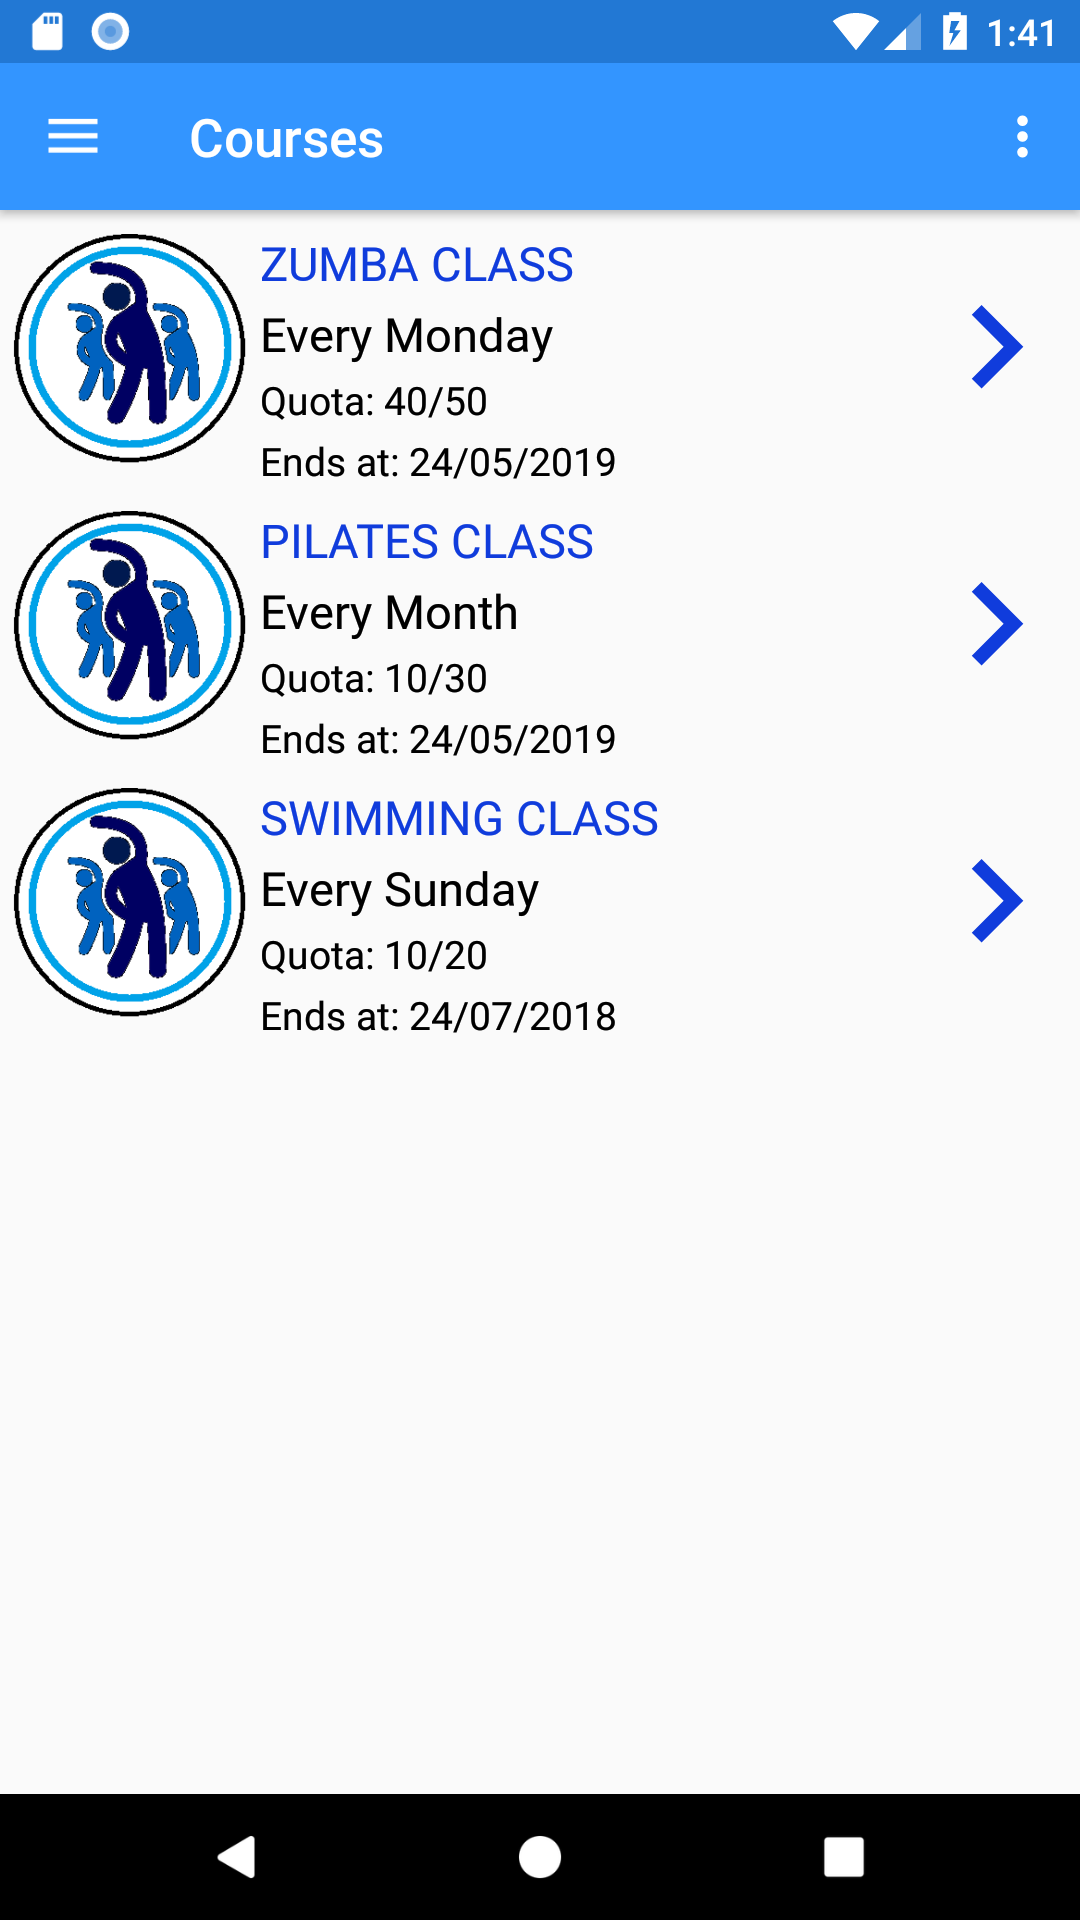 1:41
Courses
ZUMBA CLASS
Every Monday
Quota: 40/50
Ends at: 24/05/2019
PILATES CLASS
Every Month
Quota: 10/30
Ends at: 24/05/2019
SWIMMING CLASS
Every Sunday
Quota: 10/20
Ends at: 24/07/2018